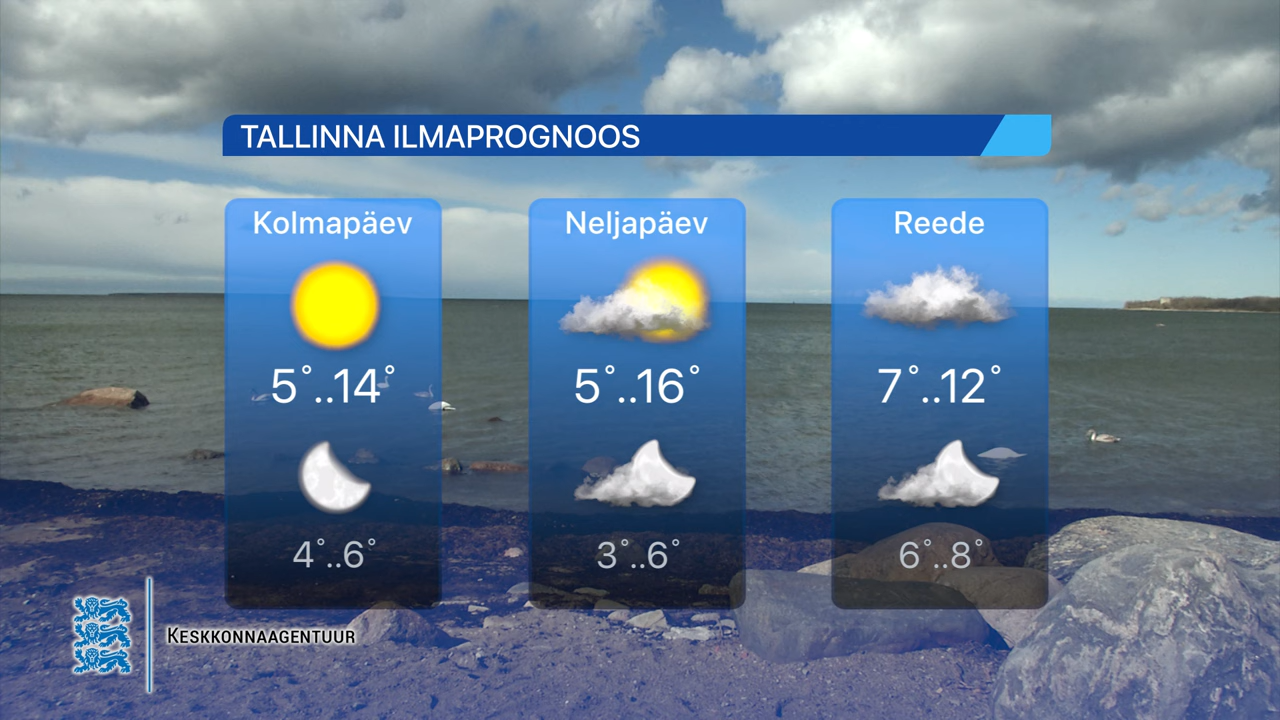 TALLINNA ILMAPROGNOOS
Kolmapäev
5°..14°
4°..6°
Neljapäev
5°..16°
3°..6°
Reede
7°..12°
6°..8°
KESKKONNAAGENTUUR